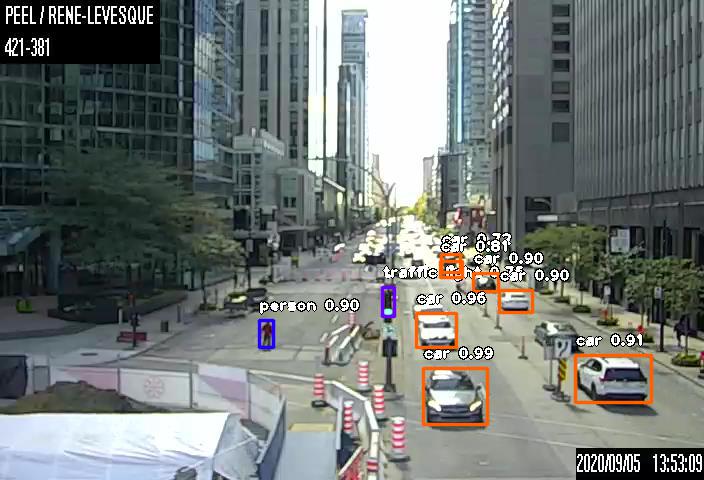 PEEL / RENE-LEVESQUE
421-381
car 0.81
car 0.90
traffic
car 0.90
car 0.96
person 0.90
car 0.91
car 0.99
2020/09/05 13:53:09